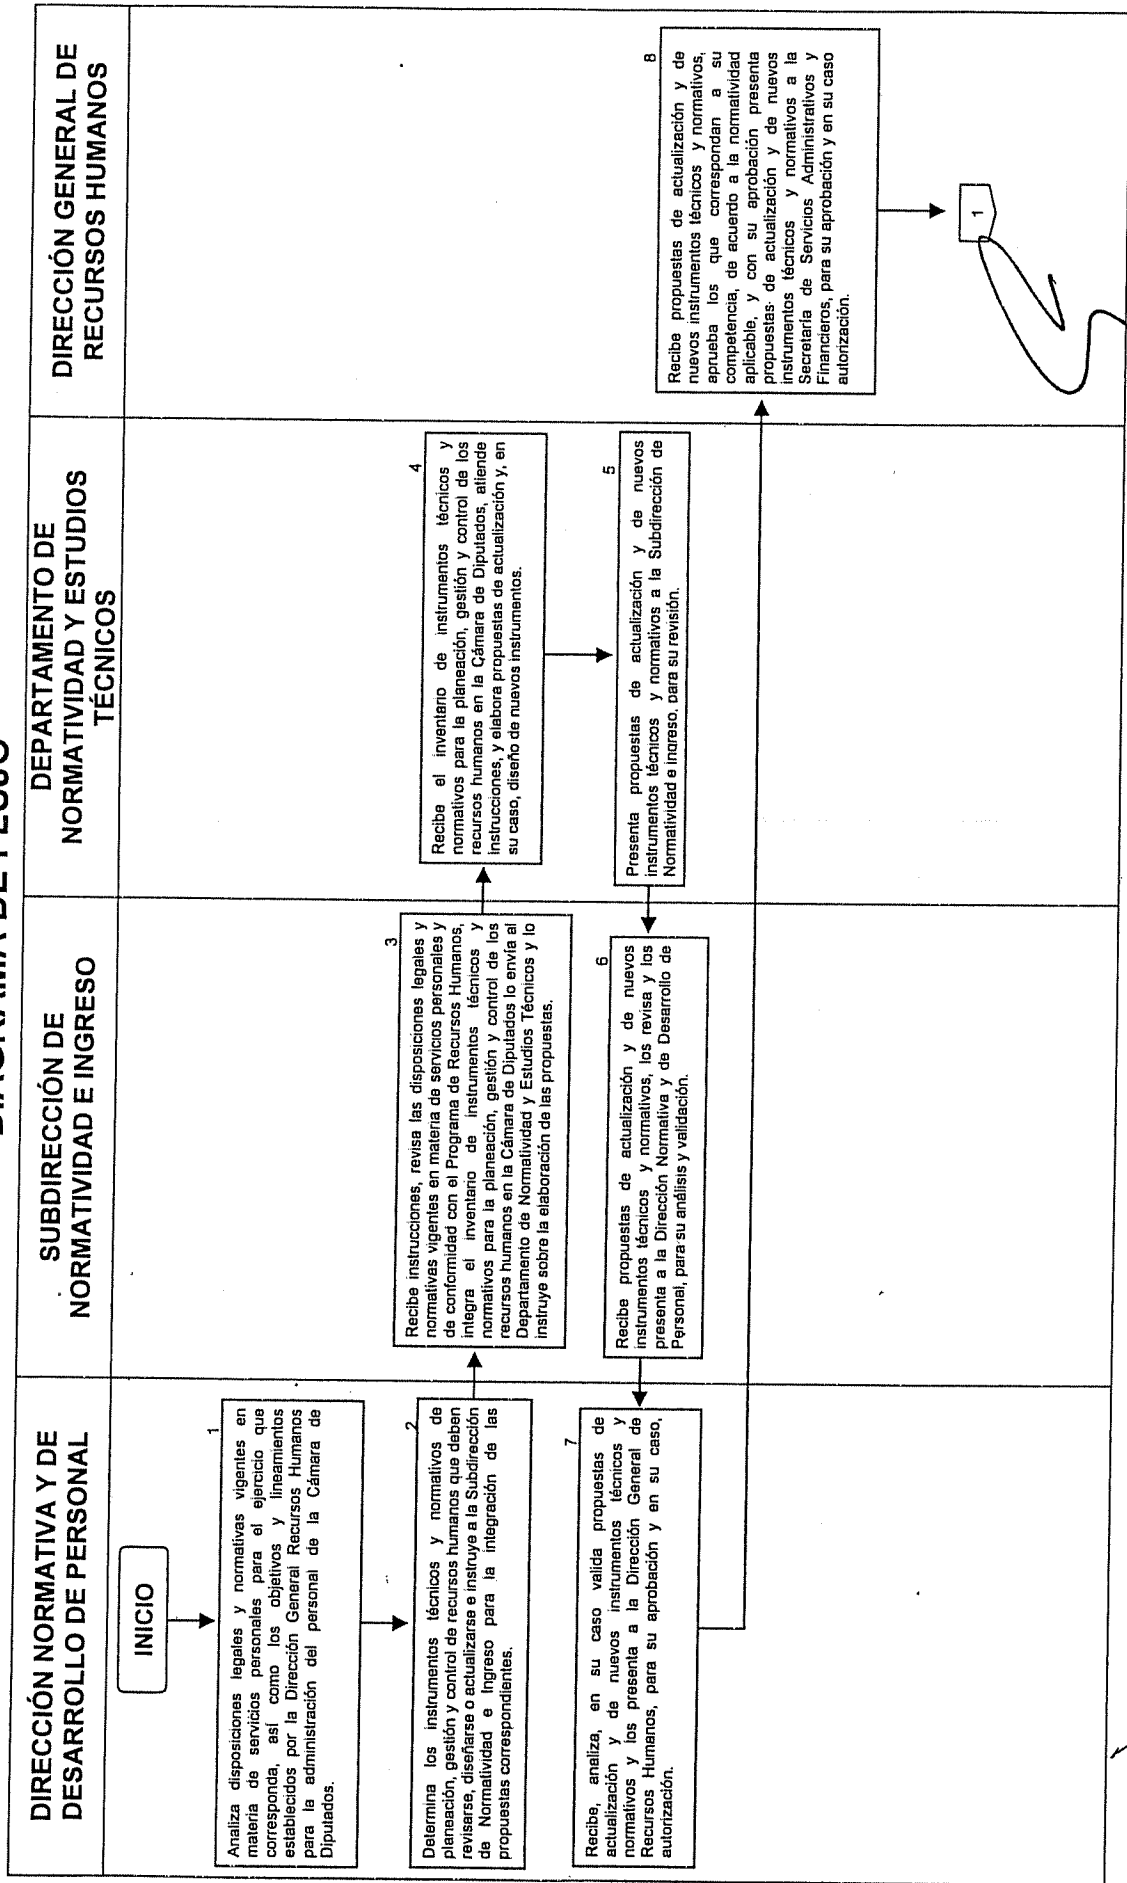 DIAGRAMA DE FLUJO
DIRECCIÓN NORMATIVA Y DE
DESARROLLO DE PERSONAL
SUBDIRECCIÓN DE
NORMATIVIDAD E INGRESO
DEPARTAMENTO DE
NORMATIVIDAD Y ESTUDIOS
TÉCNICOS
DIRECCIÓN GENERAL DE
RECURSOS HUMANOS
INICIO
1
Analiza disposiciones legales y normativas vigentes en
materia de servicios personales para el ejercicio que
corresponda, así como los objetivos y lineamientos
establecidos por la Dirección General Recursos Humanos
para la administración del personal de la Cámara de
Diputados.
2
Determina los instrumentos técnicos y normativos de
planeación, gestión y control de recursos humanos que deben
revisarse, diseñarse o actualizarse e instruye a la Subdirección
de Normatividad e Ingreso para la integración de las
propuestas correspondientes.
3
Recibe instrucciones, revisa las disposiciones legales y
normativas vigentes en materia de servicios personales y
de conformidad con el Programa de Recursos Humanos,
integra el inventario de instrumentos técnicos y
normativos para la planeación, gestión y control de los
recursos humanos en la Cámara de Diputados lo envía al
Departamento de Normatividad y Estudios Técnicos y lo
instruye sobre la elaboración de las propuestas.
4
Recibe el inventario de instrumentos técnicos y
normativos para la planeación, gestión y control de los
recursos humanos en la Cámara de Diputados, atiende
instrucciones, y elabora propuestas de actualización y, en
su caso, diseño de nuevos instrumentos.
5
Presenta propuestas de actualización y de nuevos
instrumentos técnicos y normativos a la Subdirección de
Normatividad e ingreso, para su revisión.
6
Recibe propuestas de actualización y de nuevos
instrumentos técnicos y normativos, los revisa y los
presenta a la Dirección Normativa y de Desarrollo de
Personal, para su análisis y validación.
7
Recibe, analiza, en su caso valida propuestas de
actualización y de nuevos instrumentos técnicos y
normativos y los presenta a la Dirección General de
Recursos Humanos, para su aprobación y en su caso,
autorización.
8
Recibe propuestas de actualización y de
nuevos instrumentos técnicos y normativos,
aprueba los que correspondan a su
competencia, de acuerdo a la normatividad
aplicable, y con su aprobación presenta
propuestas de actualización y de nuevos
instrumentos técnicos y normativos a la
Secretaría de Servicios Administrativos y
Financieros, para su aprobación y en su caso
autorización.
1